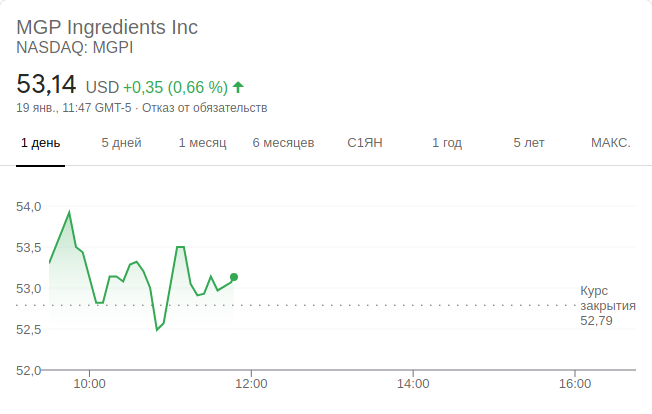 MGP Ingredients Inc
NASDAQ: MGPI
53,14 USD +0,35 (0,66 %)
19 янв., 11:47 GMT-5 · Отказ от обязательств
1 день 5 дней 1 месяц 6 месяцев С1ЯН 1 год 5 лет МАКС.
54,0
53,5
53,0
Курс
закрытия
52,79
52,5
52,0
10:00 12:00 14:00 16:00